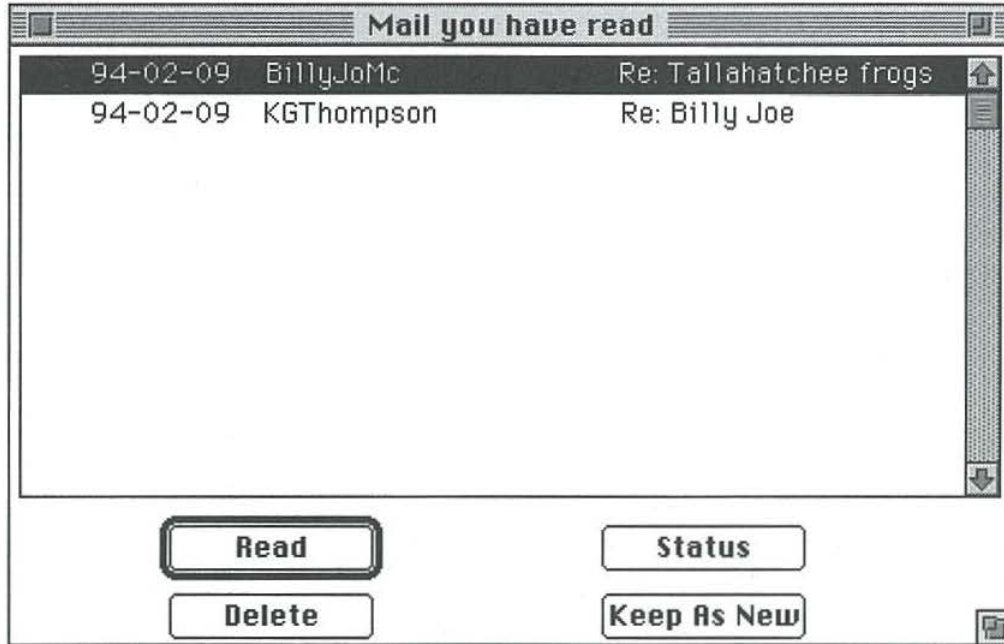 Mail you have read
94-02-09 BillyJoMc Re: Tallahatchee frogs
94-02-09 KGThompson Re: Billy Joe
Read Status
Delete Keep As New